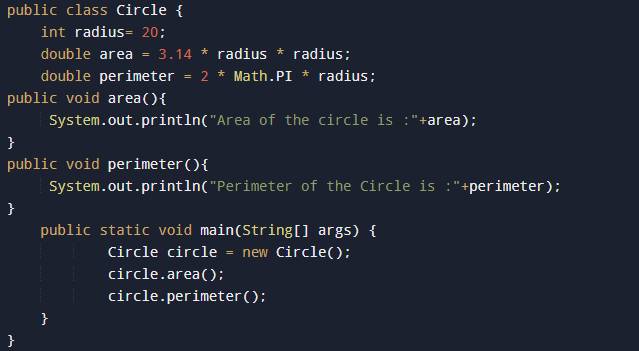 public class Circle {
    int radius= 20;
    double area = 3.14 * radius * radius;
    double perimeter = 2 * Math.PI * radius;
public void area(){
     System.out.println("Area of the circle is :"+area);
}
public void perimeter(){
     System.out.println("Perimeter of the Circle is :"+perimeter);
}
    public static void main(String[] args) {
            Circle circle = new Circle();
            circle.area();
            circle.perimeter();
    }
}